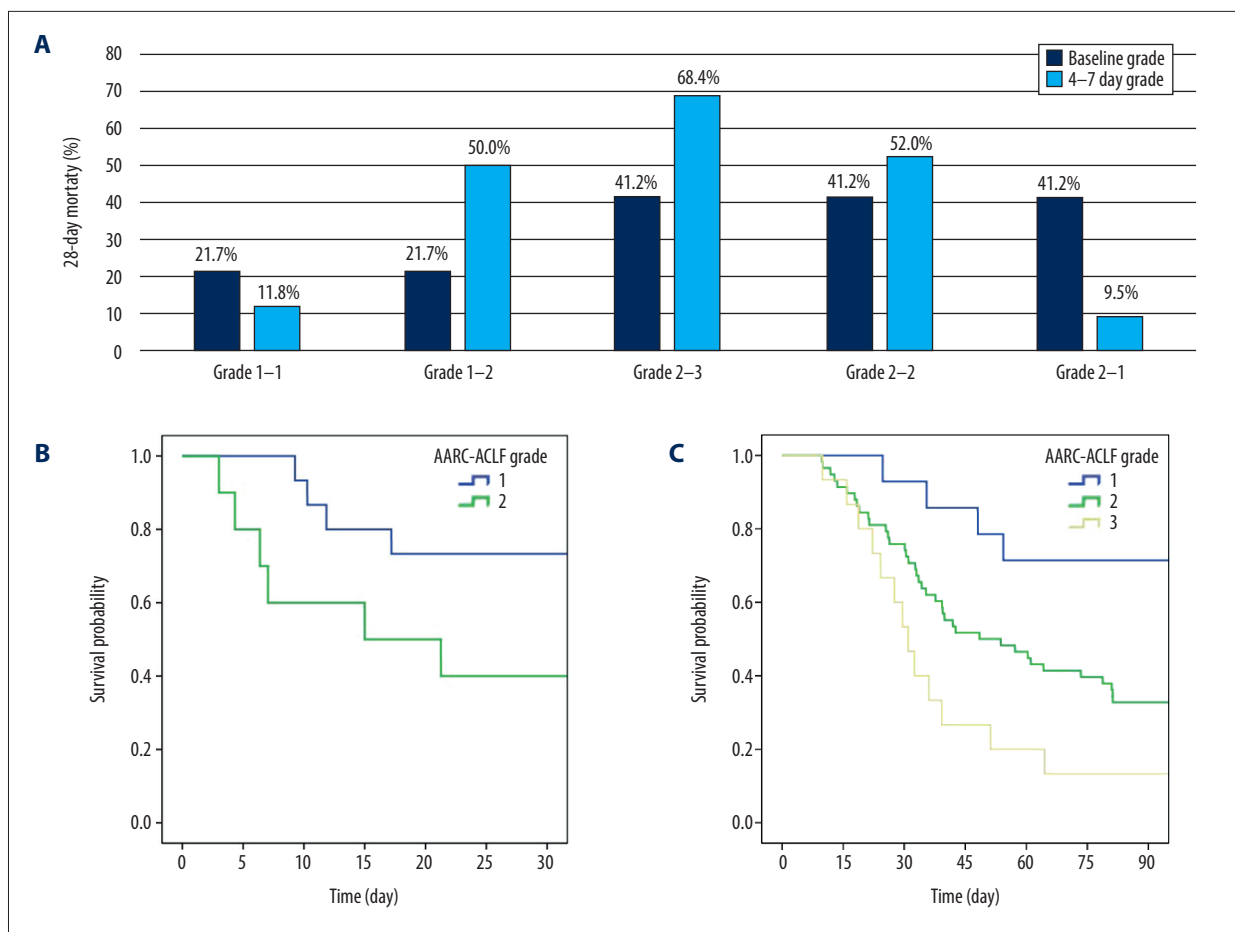 A
80
70
60
50
40
30
20
10
0
28-day mortaty (%)
Baseline grade
4–7 day grade
21.7%
11.8%
21.7%
50.0%
41.2%
68.4%
41.2%
52.0%
41.2%
9.5%
Grade 1–1
Grade 1–2
Grade 2–3
Grade 2–2
Grade 2–1
B
1.0
0.8
0.6
0.4
0.2
0.0
Survival probability
AARC-ACLF grade
1
2
0
5
10
15
20
25
30
Time (day)
C
1.0
0.8
0.6
0.4
0.2
0.0
Survival probability
AARC-ACLF grade
1
2
3
0
15
30
45
60
75
90
Time (day)